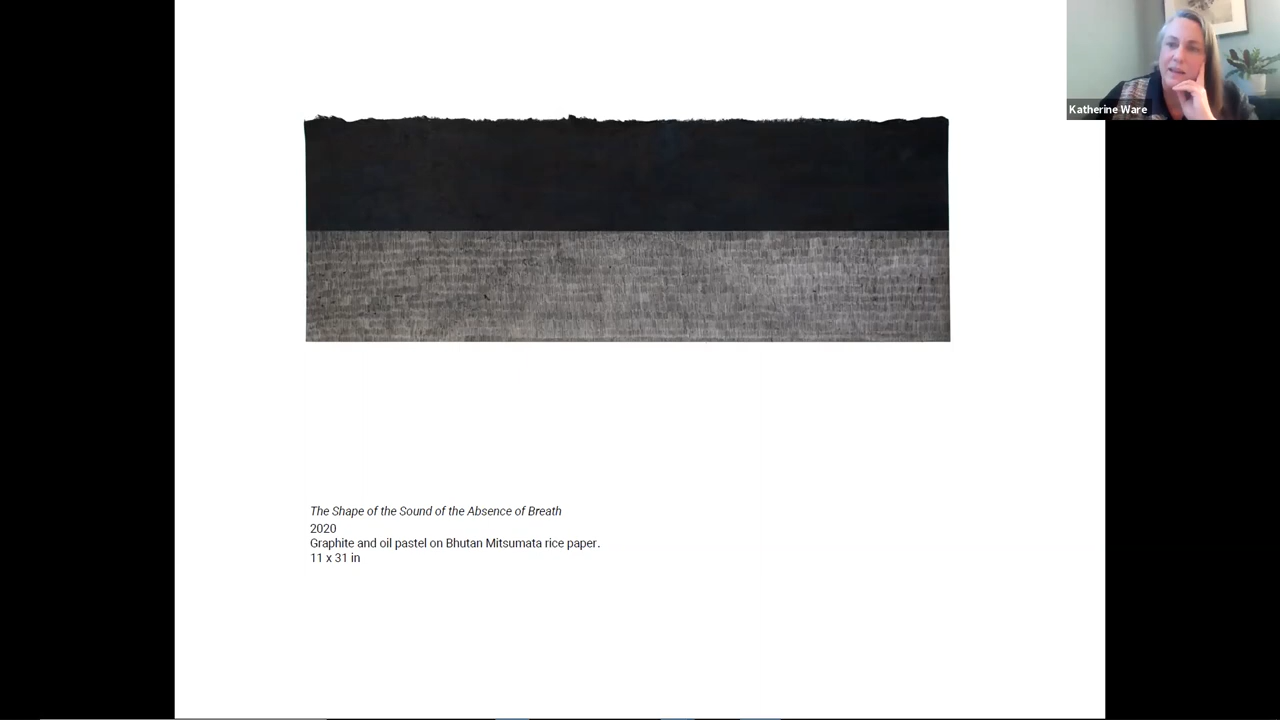 Katherine Ware
The Shape of the Sound of the Absence of Breath
2020
Graphite and oil pastel on Bhutan Mitsumata rice paper.
11 x 31 in